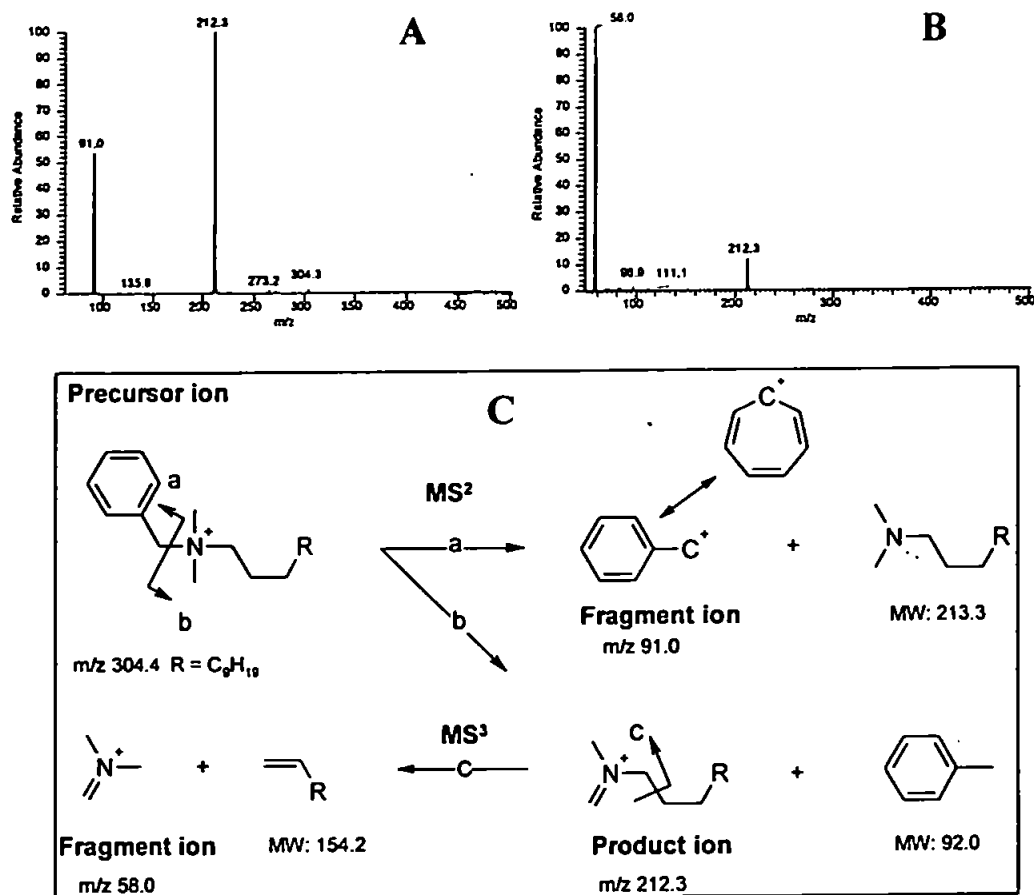 A
Relative Abundance
100
90
80
70
60
50
40
30
20
10
0
91.0
135.8
212.3
273.2
304.3
100 150 200 250 300 350 400 450 500
m/z
B
Relative Abundance
100
90
80
70
60
50
40
30
20
10
0
58.0
98.9
111.1
212.3
100 200 300 400 500
m/z
Precursor ion
C
a
N+
R
b
m/z 304.4 R = C9H19
MS2
a
b
C+
C+
+
N..
R
Fragment ion
m/z 91.0
MW: 213.3
N+
+
R
MS3
C
C
N+
R
+
Fragment ion
m/z 58.0
MW: 154.2
Product ion
m/z 212.3
MW: 92.0